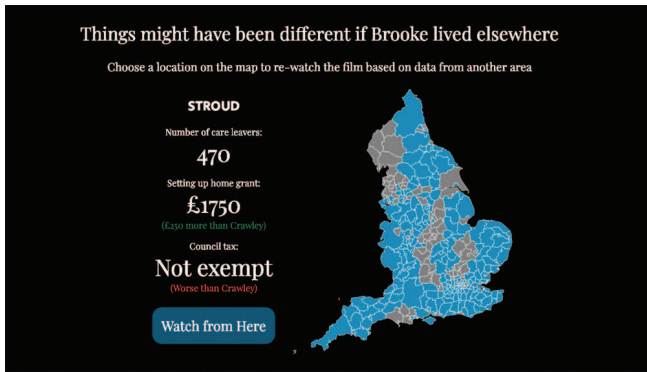 Things might have been different if Brooke lived elsewhere
Choose a location on the map to re-watch the film based on data from another area
STROUD
Number of care leavers:
470
Setting up home grant:
£1750
(£250 more than Crawley)
Council tax:
Not exempt
(Worse than Crawley)
Watch from Here